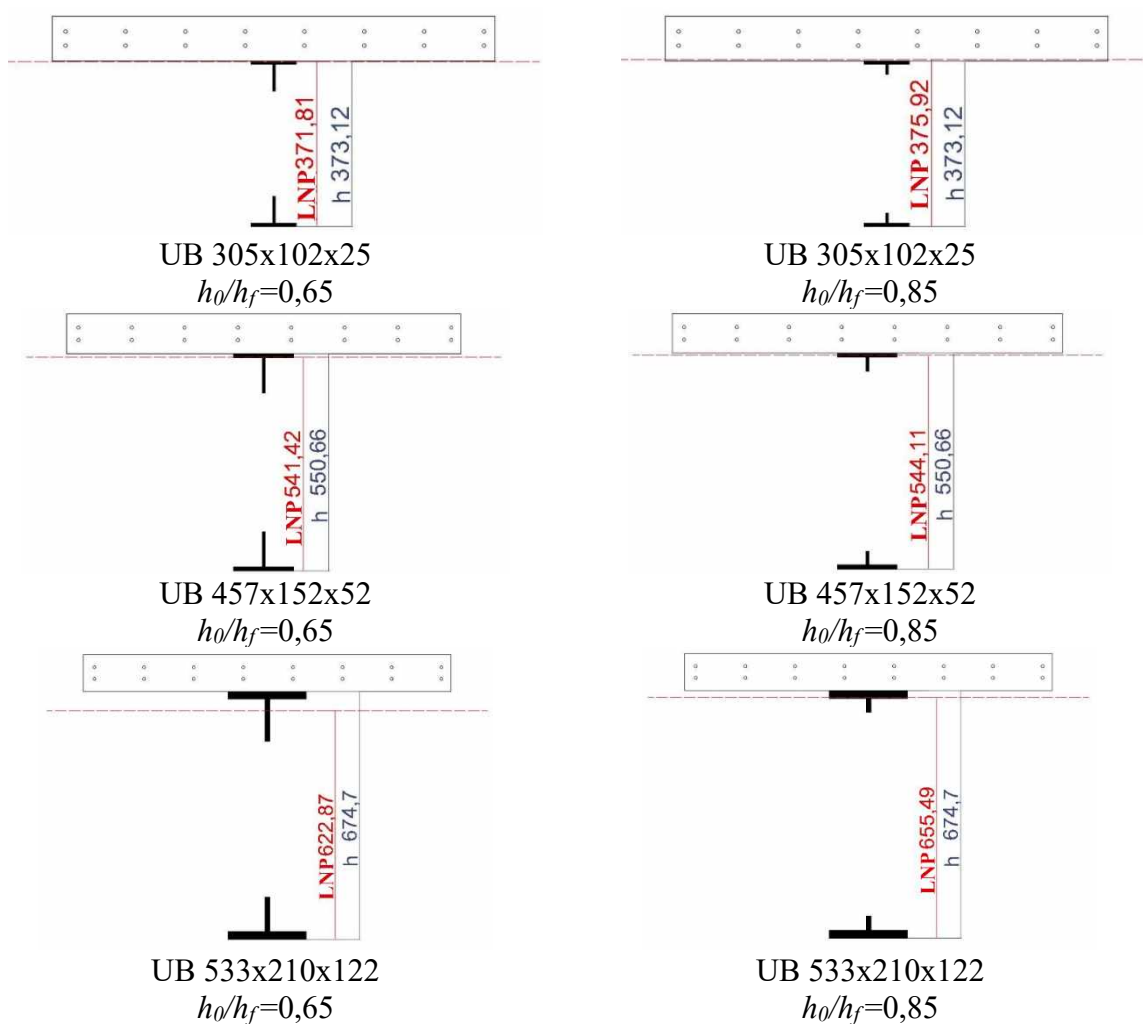 LNP371,81
h 373,12
LNP 375,92
h 373,12
UB 305x102x25
h0/hf=0,65
UB 305x102x25
h0/hf=0,85
LNP541,42
h 550,66
LNP544,11
h 550,66
UB 457x152x52
h0/hf=0,65
UB 457x152x52
h0/hf=0,85
LNP622,87
h 674,7
LNP655,49
h 674,7
UB 533x210x122
h0/hf=0,65
UB 533x210x122
h0/hf=0,85